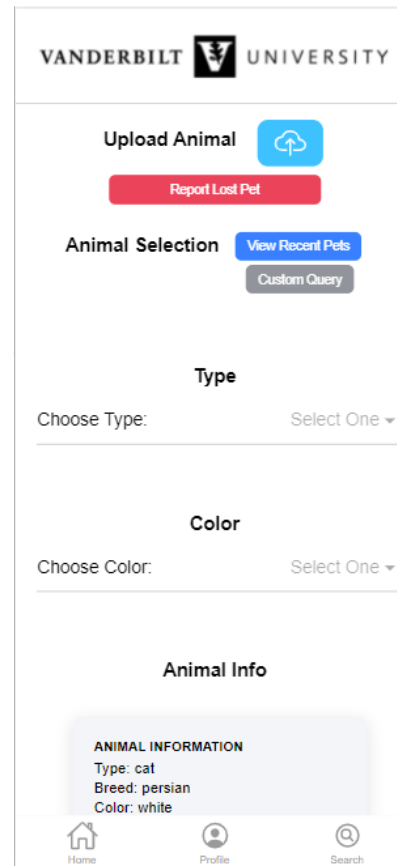 VANDERBILT V UNIVERSITY
Upload Animal
Report Lost Pet
Animal Selection View Recent Pets
Custom Query
Type
Choose Type: Select One
Color
Choose Color: Select One
Animal Info
ANIMAL INFORMATION
Type: cat
Breed: persian
Color: white
Home Profile Search